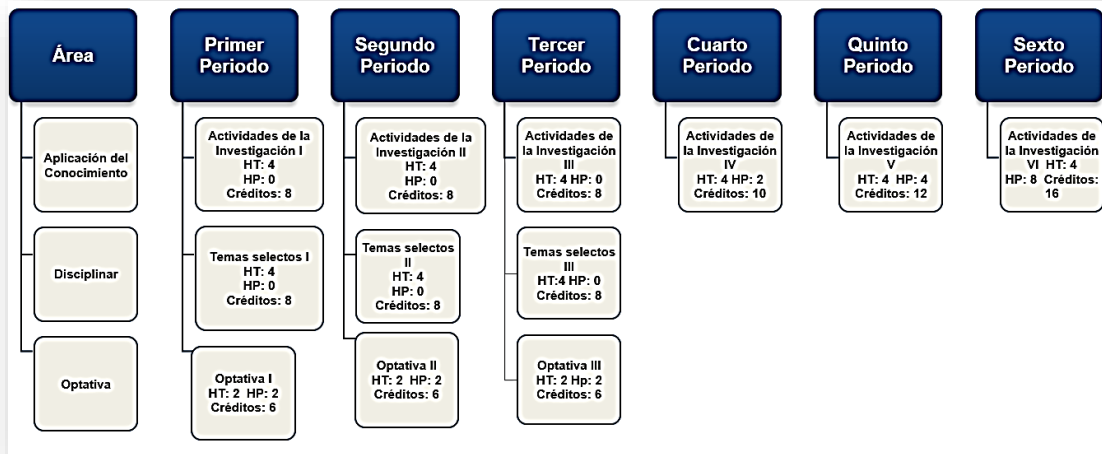 Área
Primer
Periodo
Segundo
Periodo
Tercer
Periodo
Cuarto
Periodo
Quinto
Periodo
Sexto
Periodo
Aplicación del
Conocimiento
Actividades de la
Investigación I
HT: 4
HP: 0
Créditos: 8
Actividades de la
Investigación II
HT: 4
HP: 0
Créditos: 8
Actividades de
la Investigación
III
HT: 4 HP: 0
Créditos: 8
Actividades de
la Investigación
IV
HT: 4 HP: 2
Créditos: 10
Actividades de
la Investigación
V
HT: 4 HP: 4
Créditos: 12
Actividades de
la Investigación
VI HT: 4
HP: 8 Créditos:
16
Disciplinar
Temas selectos I
HT: 4
HP: 0
Créditos: 8
Temas selectos
II
HT: 4
HP: 0
Créditos: 8
Temas selectos
III
HT:4 HP: 0
Créditos: 8
Optativa
Optativa I
HT: 2 HP: 2
Créditos: 6
Optativa II
HT: 2 HP: 2
Créditos: 6
Optativa III
HT: 2 Hp: 2
Créditos: 6